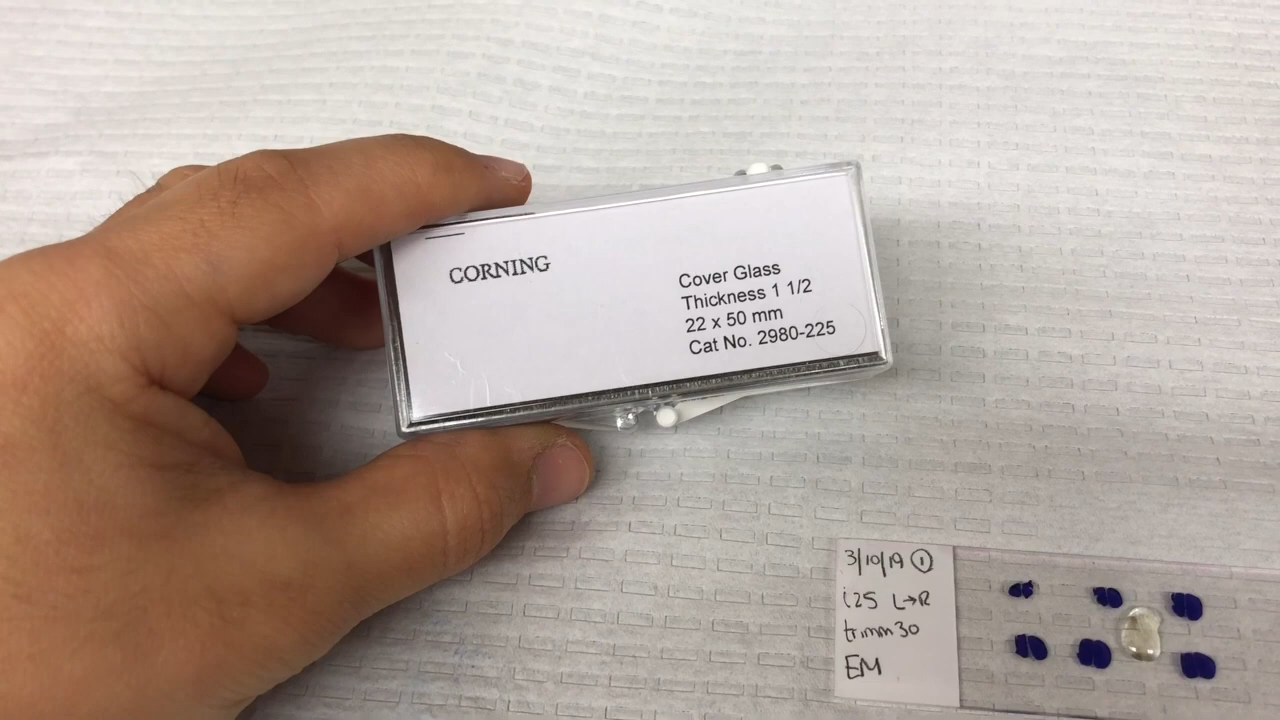 CORNING
Cover Glass
Thickness 1 1/2
22 x 50 mm
Cat No. 2980-225
3/10/19 ①
i25 L→R
trimm30
EM